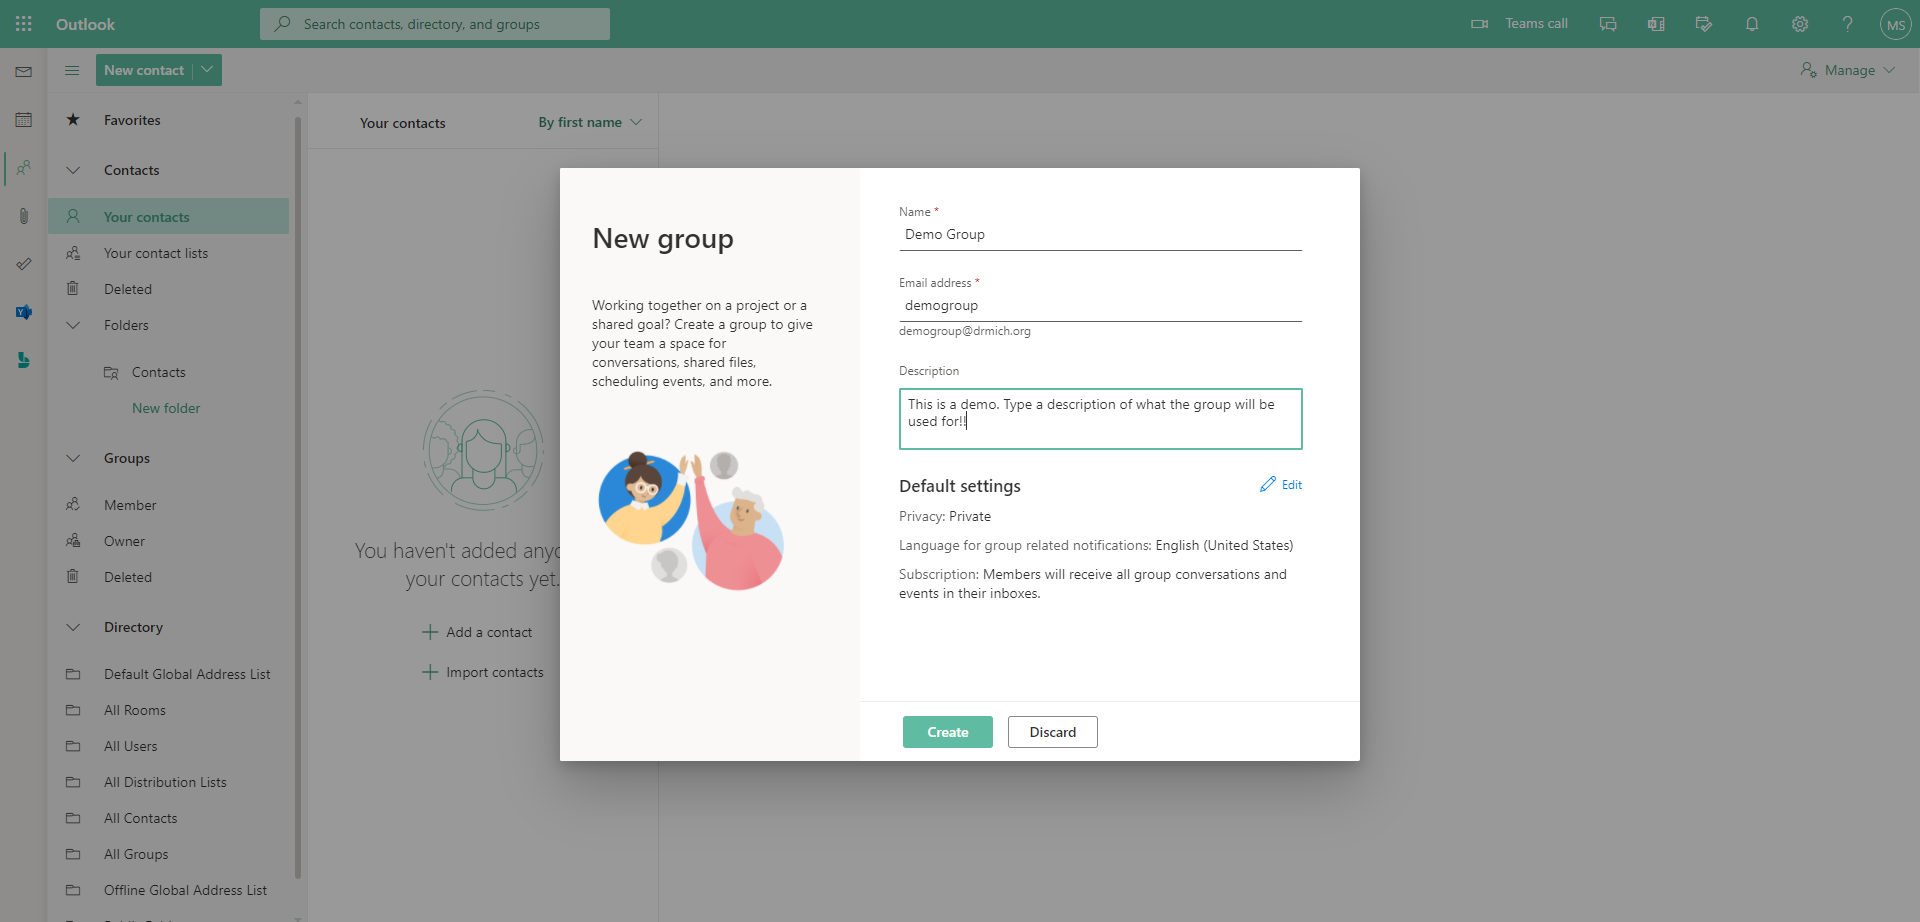 Outlook
Search contacts, directory, and groups
Teams call
MS
New contact
Manage
Favorites
Contacts
Your contacts
Your contact lists
Deleted
Folders
Contacts
New folder
Groups
Member
Owner
Deleted
Directory
Default Global Address List
All Rooms
All Users
All Distribution Lists
All Contacts
All Groups
Offline Global Address List
Your contacts
By first name
You haven't added any
your contacts yet.
Add a contact
Import contacts
New group
Working together on a project or a
shared goal? Create a group to give
your team a space for
conversations, shared files,
scheduling events, and more.
Name *
Demo Group
Email address *
demogroup
demogroup@drmich.org
Description
This is a demo. Type a description of what the group will be
used for!!
Default settings
Edit
Privacy: Private
Language for group related notifications: English (United States)
Subscription: Members will receive all group conversations and
events in their inboxes.
Create
Discard